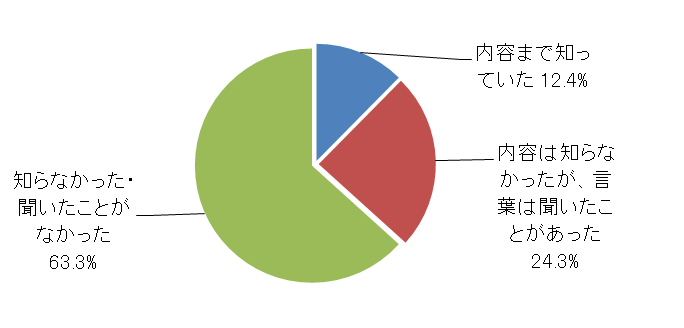 内容まで知っ
ていた 12.4%
内容は知らな
かったが、言
葉は聞いたこ
とがあった
24.3%
知らなかった・
聞いたことが
なかった
63.3%